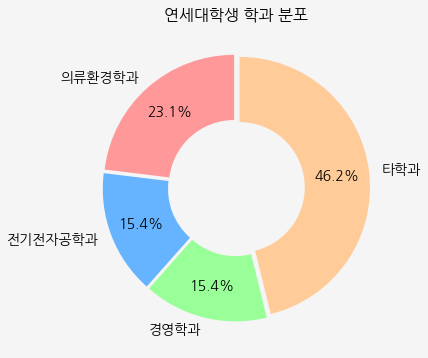 연세대학생 학과 분포
의류환경학과
23.1%
46.2%
타학과
15.4%
전기전자공학과
15.4%
경영학과